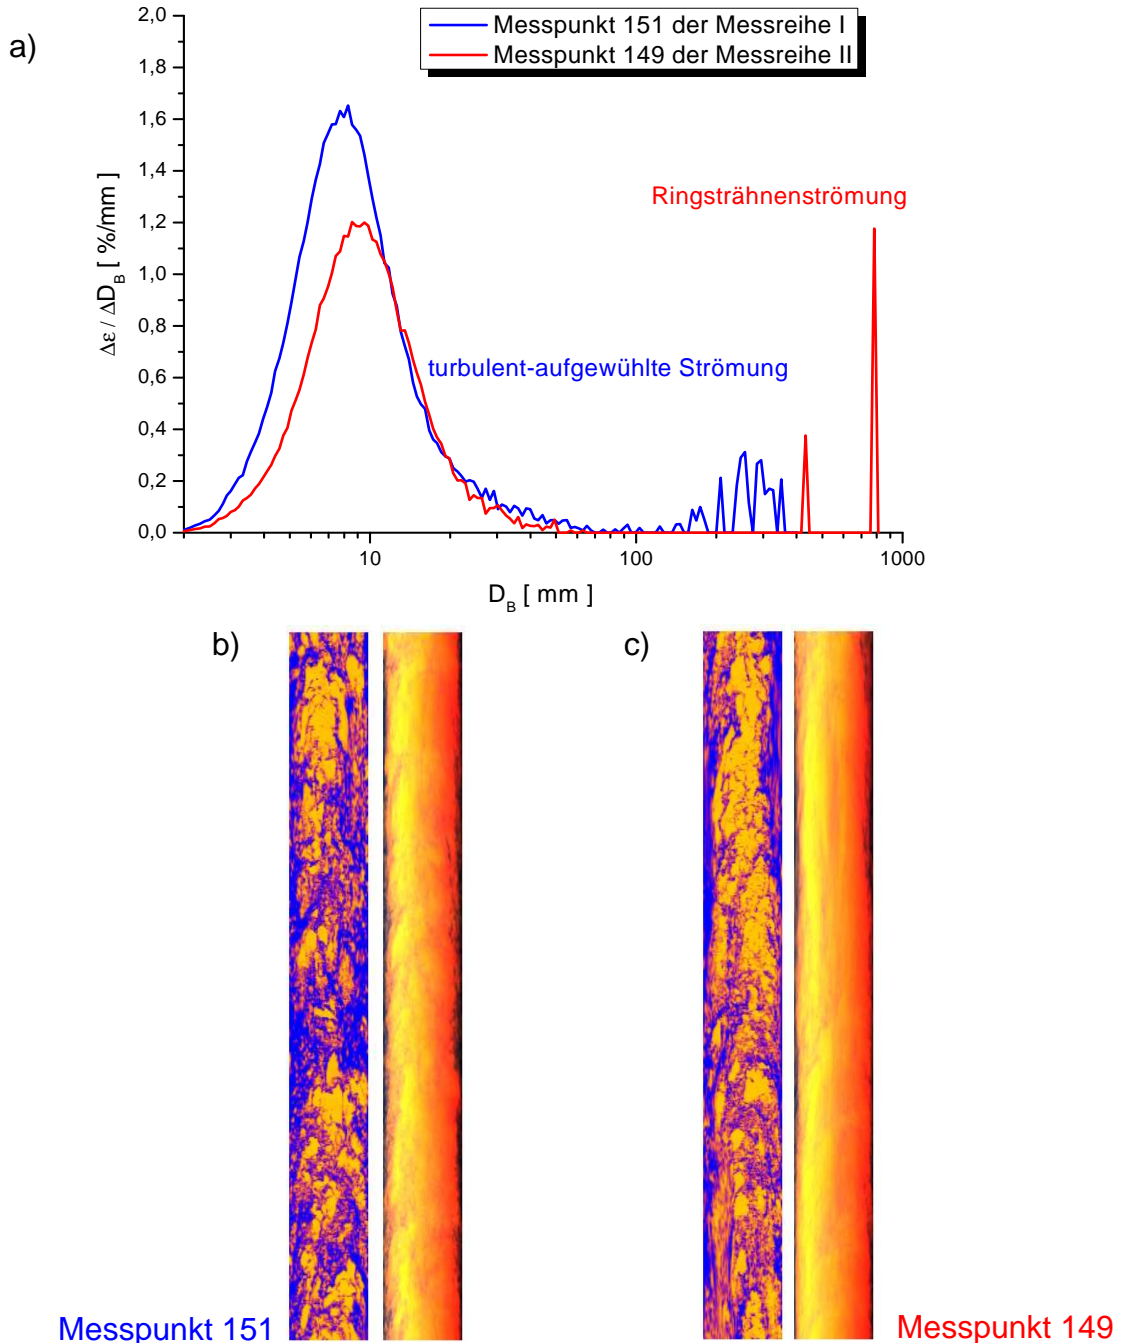 a)
Messpunkt 151 der Messreihe I
Messpunkt 149 der Messreihe II
2,0
1,8
1,6
1,4
1,2
1,0
0,8
0,6
0,4
0,2
0,0
Δε / ΔD_B [ %/mm ]
Ringsträhnenströmung
turbulent-aufgewühlte Strömung
10
100
1000
D_B [ mm ]
b)
c)
Messpunkt 151
Messpunkt 149